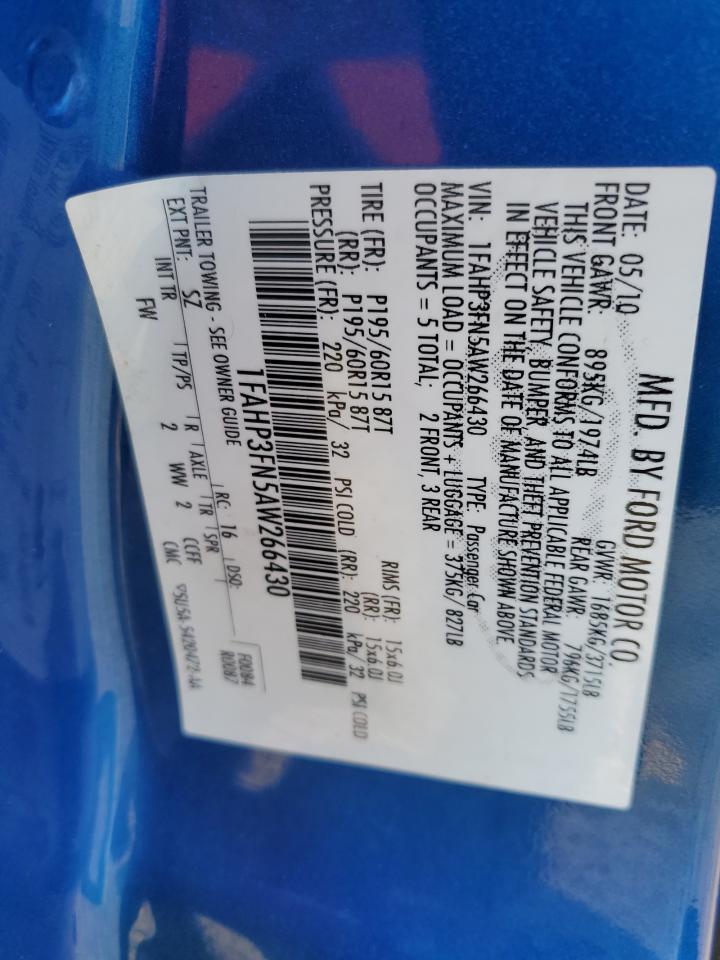 MFD. BY FORD MOTOR CO.
DATE: 05/10 GVWR: 1685KG/3715LB
FRONT GAWR: 895KG/1974LB REAR GAWR: 796KG/1755LB
THIS VEHICLE CONFORMS TO ALL APPLICABLE FEDERAL MOTOR
VEHICLE SAFETY, BUMPER, AND THEFT PREVENTION STANDARDS
IN EFFECT ON THE DATE OF MANUFACTURE SHOWN ABOVE
VIN: 1FAHP3FN5AW266430 TYPE: Passenger Car
MAXIMUM LOAD = OCCUPANTS + LUGGAGE = 375KG/ 827LB
OCCUPANTS = 5 TOTAL; 2 FRONT, 3 REAR
TIRE (FR): P195/60R15 87T RIMS (FR): 15x6.0J
(RR): P195/60R15 87T (RR): 15x6.0J
PRESSURE (FR): 220 kPa/ 32 PSI COLD (RR): 220 kPa/ 32 PSI COLD
1FAHP3FN5AW266430
TRAILER TOWING - SEE OWNER GUIDE RC: 16 DSO: F0084
EXT PNT: SZ R0087
INT TR TP/PS R AXLE TR SPR
FW 2 WW 2 CCFF
CMC